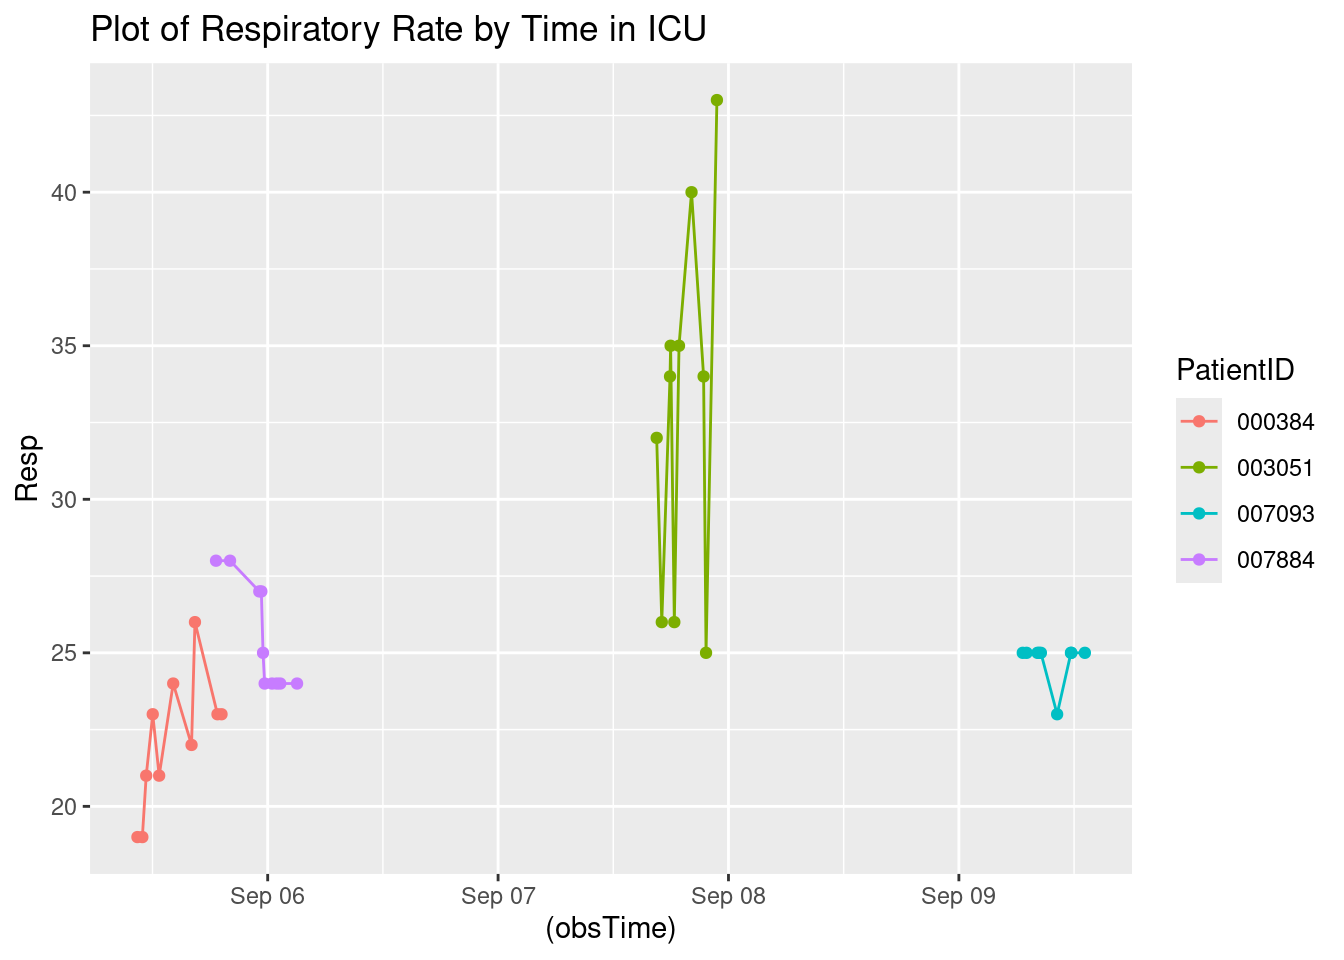 Plot of Respiratory Rate by Time in ICU
40
35
30
25
20
Resp
Sep 06
Sep 07
Sep 08
Sep 09
(obsTime)
PatientID
000384
003051
007093
007884